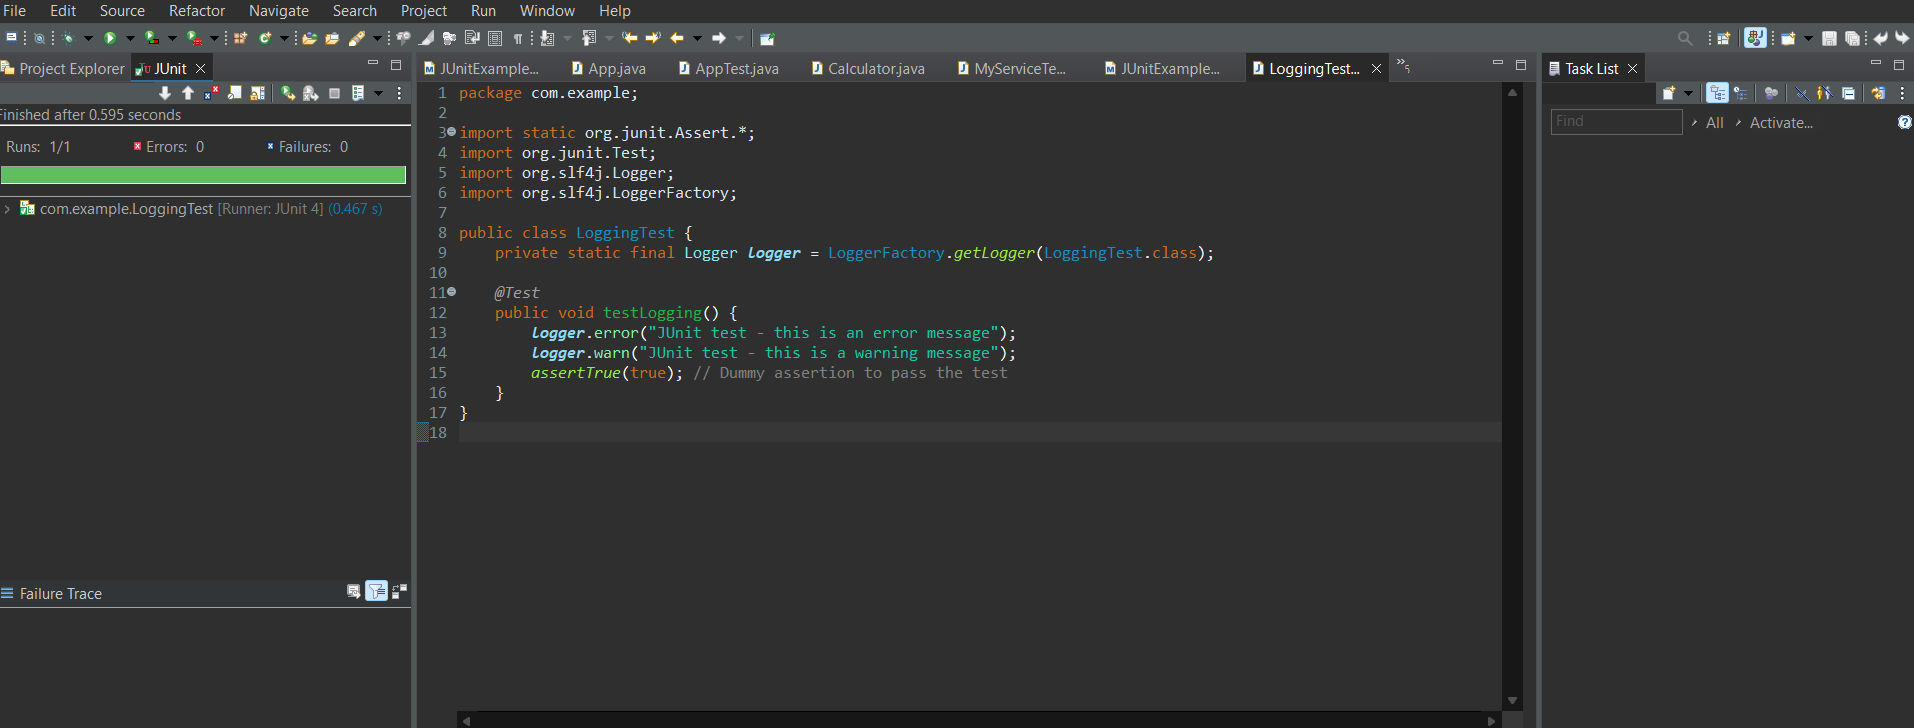 File Edit Source Refactor Navigate Search Project Run Window Help
Project Explorer JUnit
Finished after 0.595 seconds
Runs: 1/1 Errors: 0 Failures: 0
com.example.LoggingTest [Runner: JUnit 4] (0.467 s)
Failure Trace
JUnitExample... App.java AppTest.java Calculator.java MyServiceTe... JUnitExample... LoggingTest... »5
1 package com.example;
2
3 import static org.junit.Assert.*;
4 import org.junit.Test;
5 import org.slf4j.Logger;
6 import org.slf4j.LoggerFactory;
7
8 public class LoggingTest {
9     private static final Logger logger = LoggerFactory.getLogger(LoggingTest.class);
10
11     @Test
12     public void testLogging() {
13         logger.error("JUnit test - this is an error message");
14         logger.warn("JUnit test - this is a warning message");
15         assertTrue(true); // Dummy assertion to pass the test
16     }
17 }
18
Task List
Find All Activate...